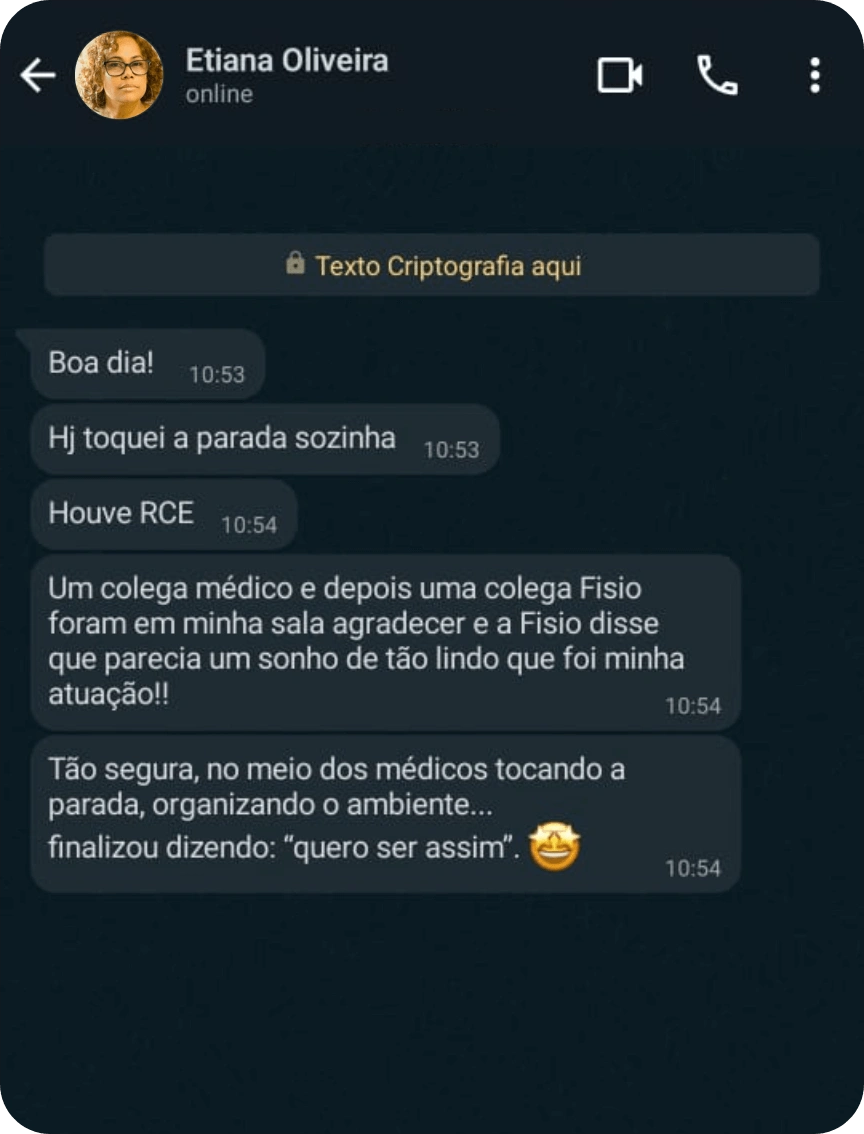 Etiana Oliveira
online
Texto Criptografia aqui
Boa dia!
10:53
Hj toquei a parada sozinha
10:53
Houve RCE
10:54
Um colega médico e depois uma colega Fisio
foram em minha sala agradecer e a Fisio disse
que parecia um sonho de tão lindo que foi minha
atuação!!
10:54
Tão segura, no meio dos médicos tocando a
parada, organizando o ambiente...
finalizou dizendo: “quero ser assim”. 🤩
10:54